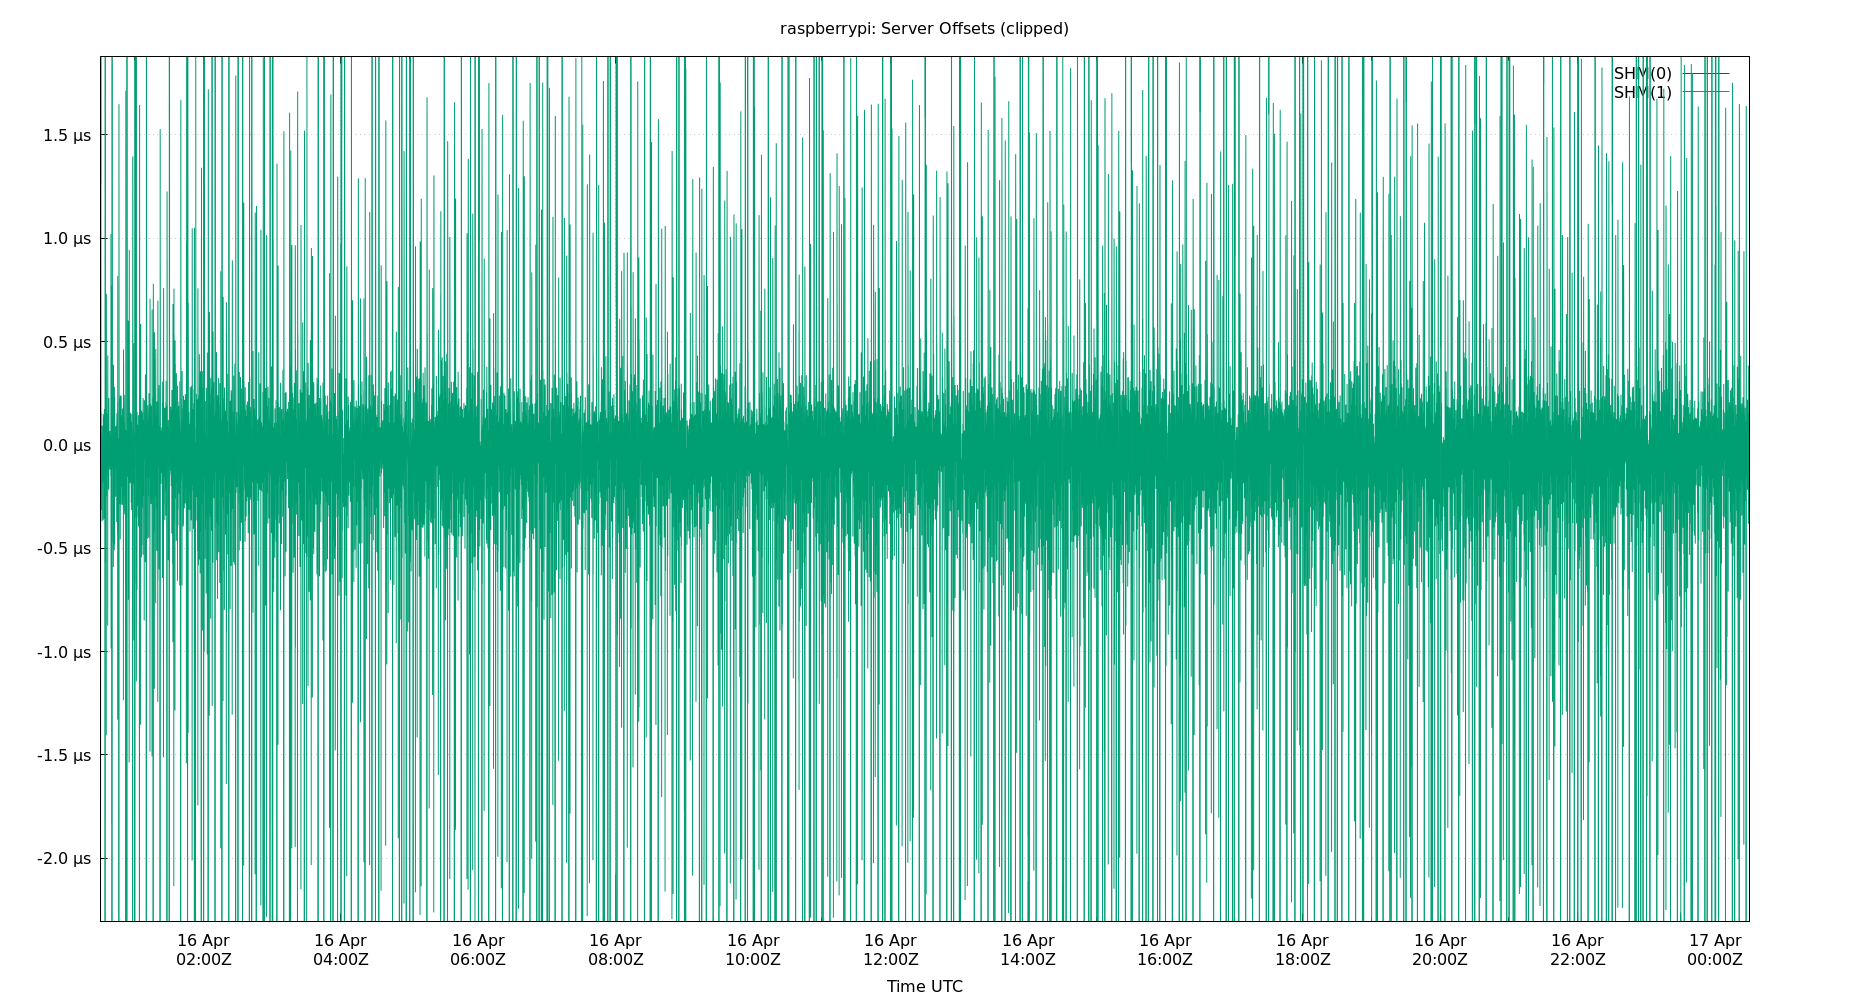 raspberrypi: Server Offsets (clipped)
SHM(0)
SHM(1)
1.5 µs
1.0 µs
0.5 µs
0.0 µs
-0.5 µs
-1.0 µs
-1.5 µs
-2.0 µs
16 Apr 16 Apr 16 Apr 16 Apr 16 Apr 16 Apr 16 Apr 16 Apr 16 Apr 16 Apr 16 Apr 17 Apr
02:00Z 04:00Z 06:00Z 08:00Z 10:00Z 12:00Z 14:00Z 16:00Z 18:00Z 20:00Z 22:00Z 00:00Z
Time UTC